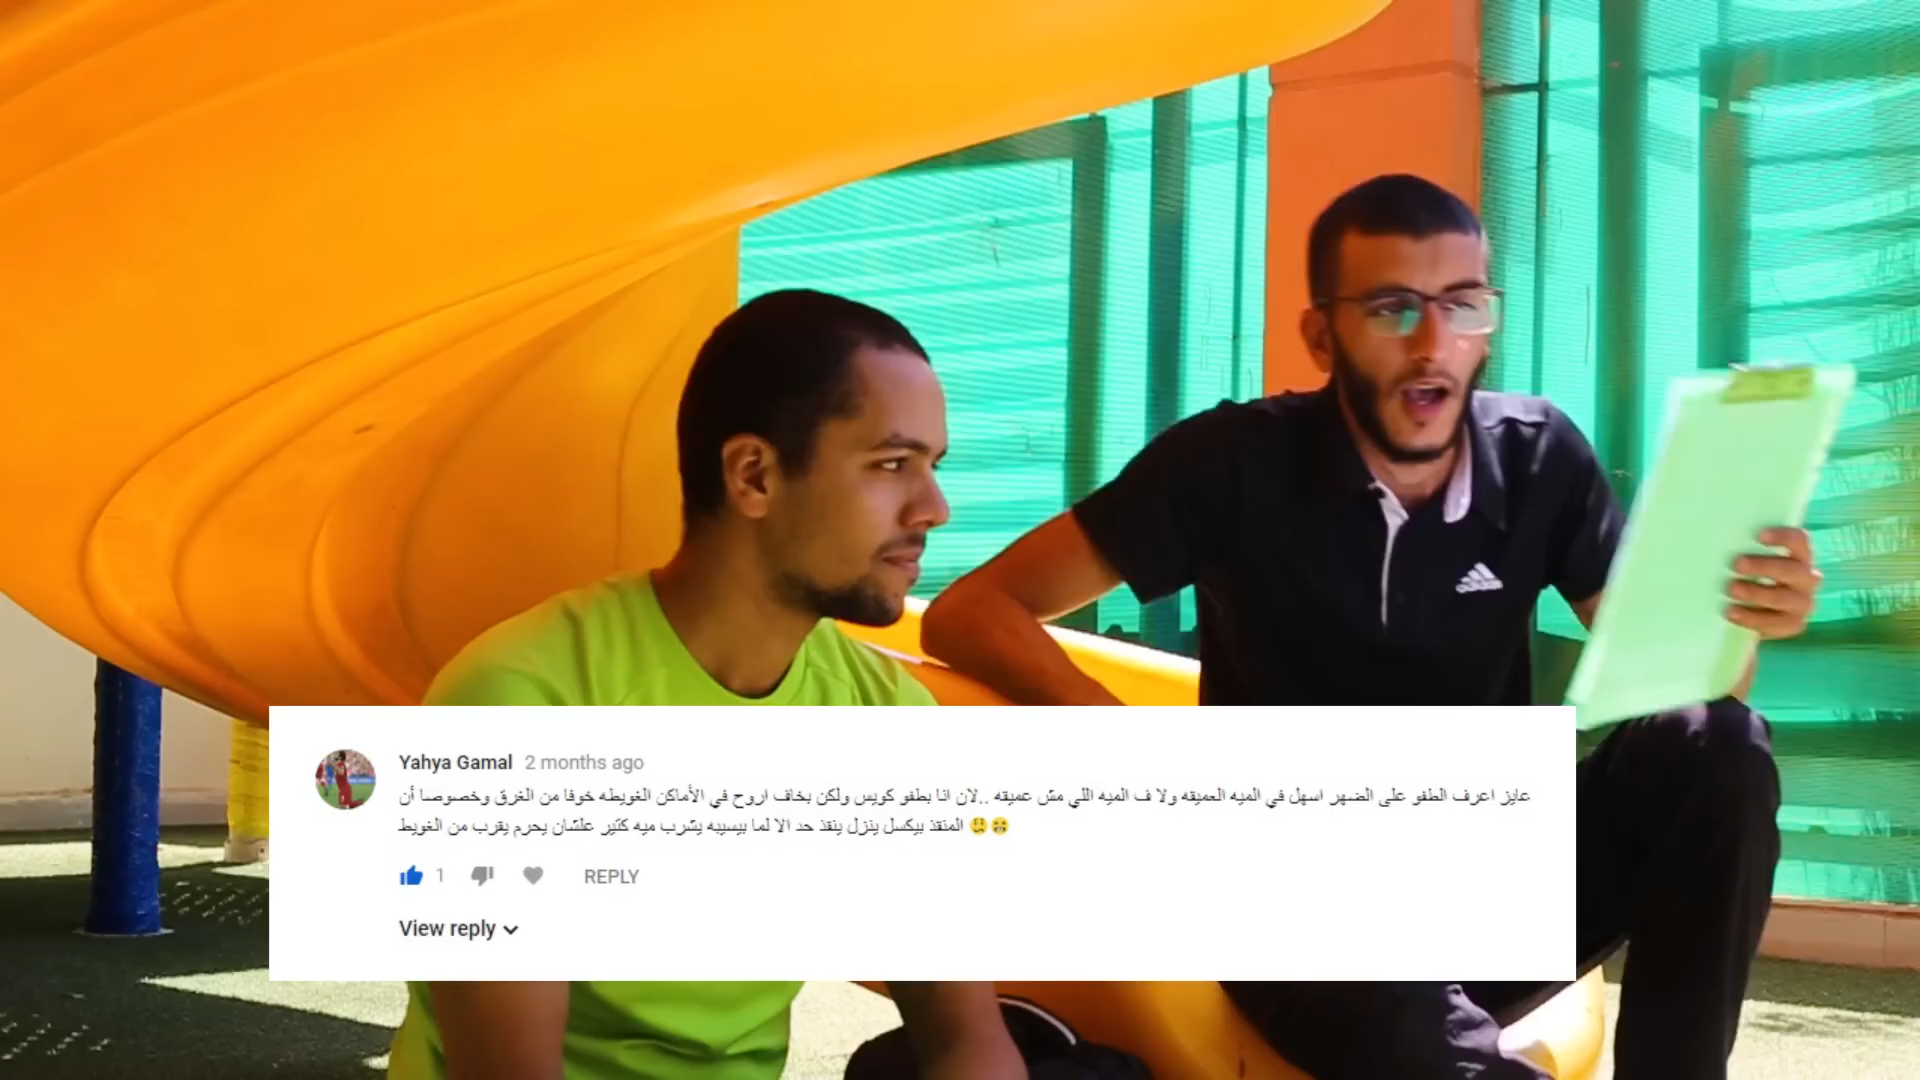 adidas
Yahya Gamal 2 months ago
عايز اعرف الطفو على الضهر اسهل في الميه العميقه ولا ف الميه اللي مش عميقه ..لان انا بطفو كويس ولكن بخاف اروح في الأماكن الغويطه خوفا من الغرق وخصوصا أن
المنقذ بيكسل ينزل ينقذ حد الا لما بيسيبه يشرب ميه كتير علشان يحرم يقرب من الغويط
1 REPLY
View reply